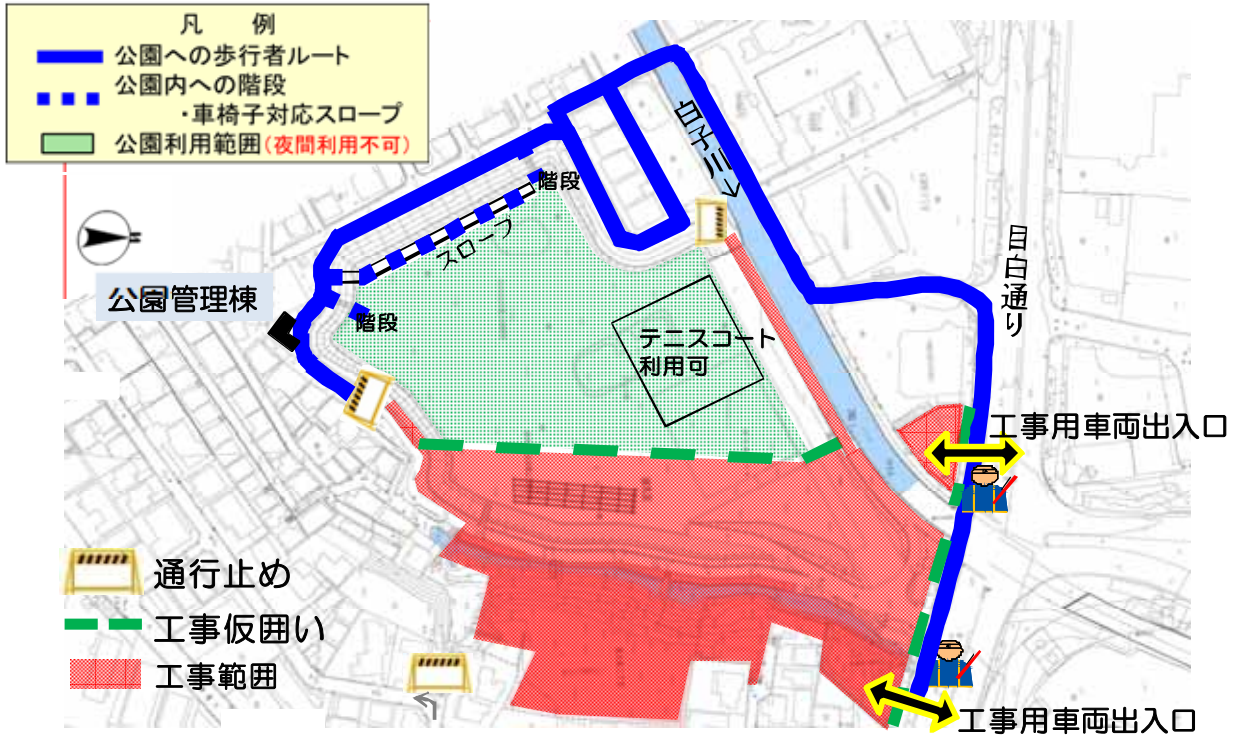 凡 例
公園への歩行者ルート
公園内への階段
・車椅子対応スロープ
公園利用範囲(夜間利用不可)
白子川→
階段
スロープ
目白通り
公園管理棟
階段
テニスコート
利用可
工事用車両出入口
通行止め
工事仮囲い
工事範囲
工事用車両出入口